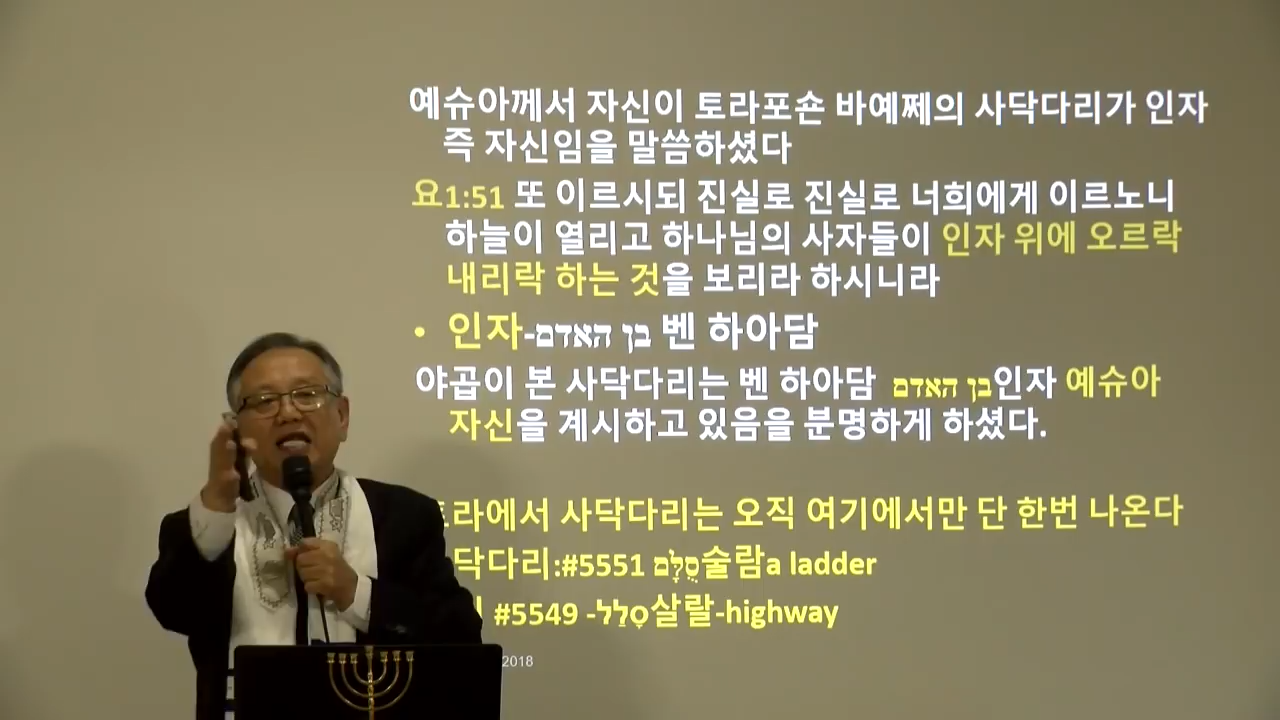 예슈아께서 자신이 토라포숀 바예쩨의 사닥다리가 인자
즉 자신임을 말씀하셨다
요1:51 또 이르시되 진실로 진실로 너희에게 이르노니
하늘이 열리고 하나님의 사자들이 인자 위에 오르락
내리락 하는 것을 보리라 하시니라
• 인자-בן האדם 벤 하아담
야곱이 본 사닥다리는 벤 하아담 בן האדם인자 예슈아
자신을 계시하고 있음을 분명하게 하셨다.
라에서 사닥다리는 오직 여기에서만 단 한번 나온다
닥다리:#5551 סֻלָּם술람a ladder
#5549 -סָלַל살랄-highway
2018